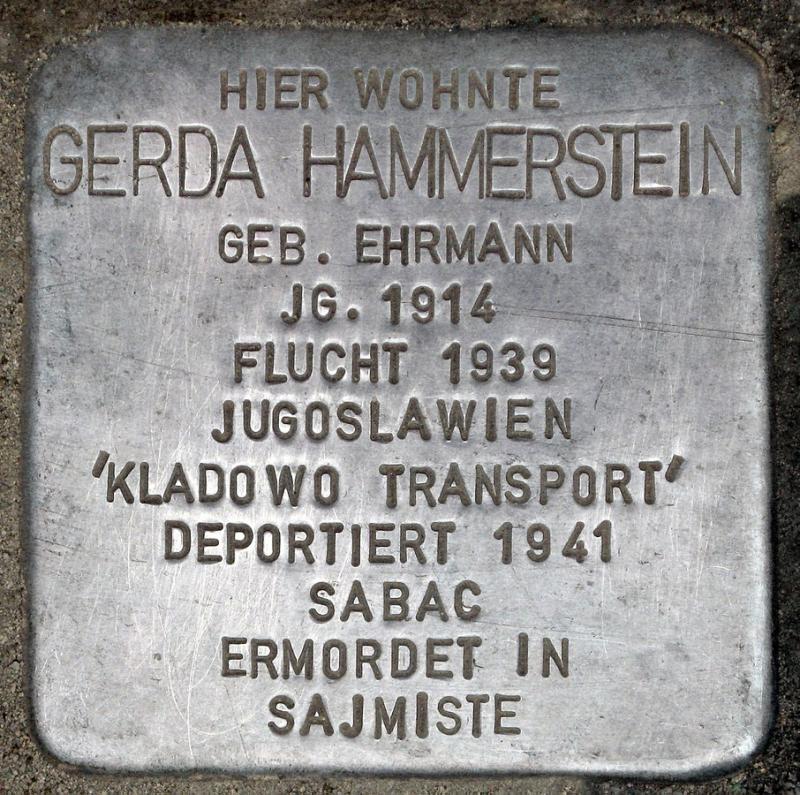 HIER WOHNTE
GERDA HAMMERSTEIN
GEB. EHRMANN
JG. 1914
FLUCHT 1939
JUGOSLAWIEN
'KLADOWO TRANSPORT'
DEPORTIERT 1941
SABAC
ERMORDET IN
SAJMISTE